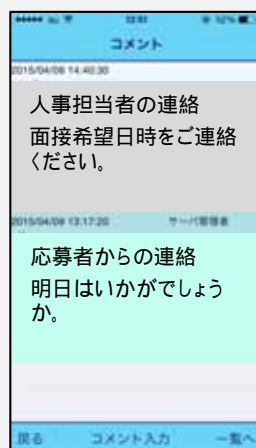 12:51
コメント
2015/04/08 14:40:30
人事担当者の連絡
面接希望日時をご連絡
ください。
2015/04/08 13:17:20 サーバ管理者
応募者からの連絡
明日はいかがでしょう
か。
戻る コメント入力 一覧へ